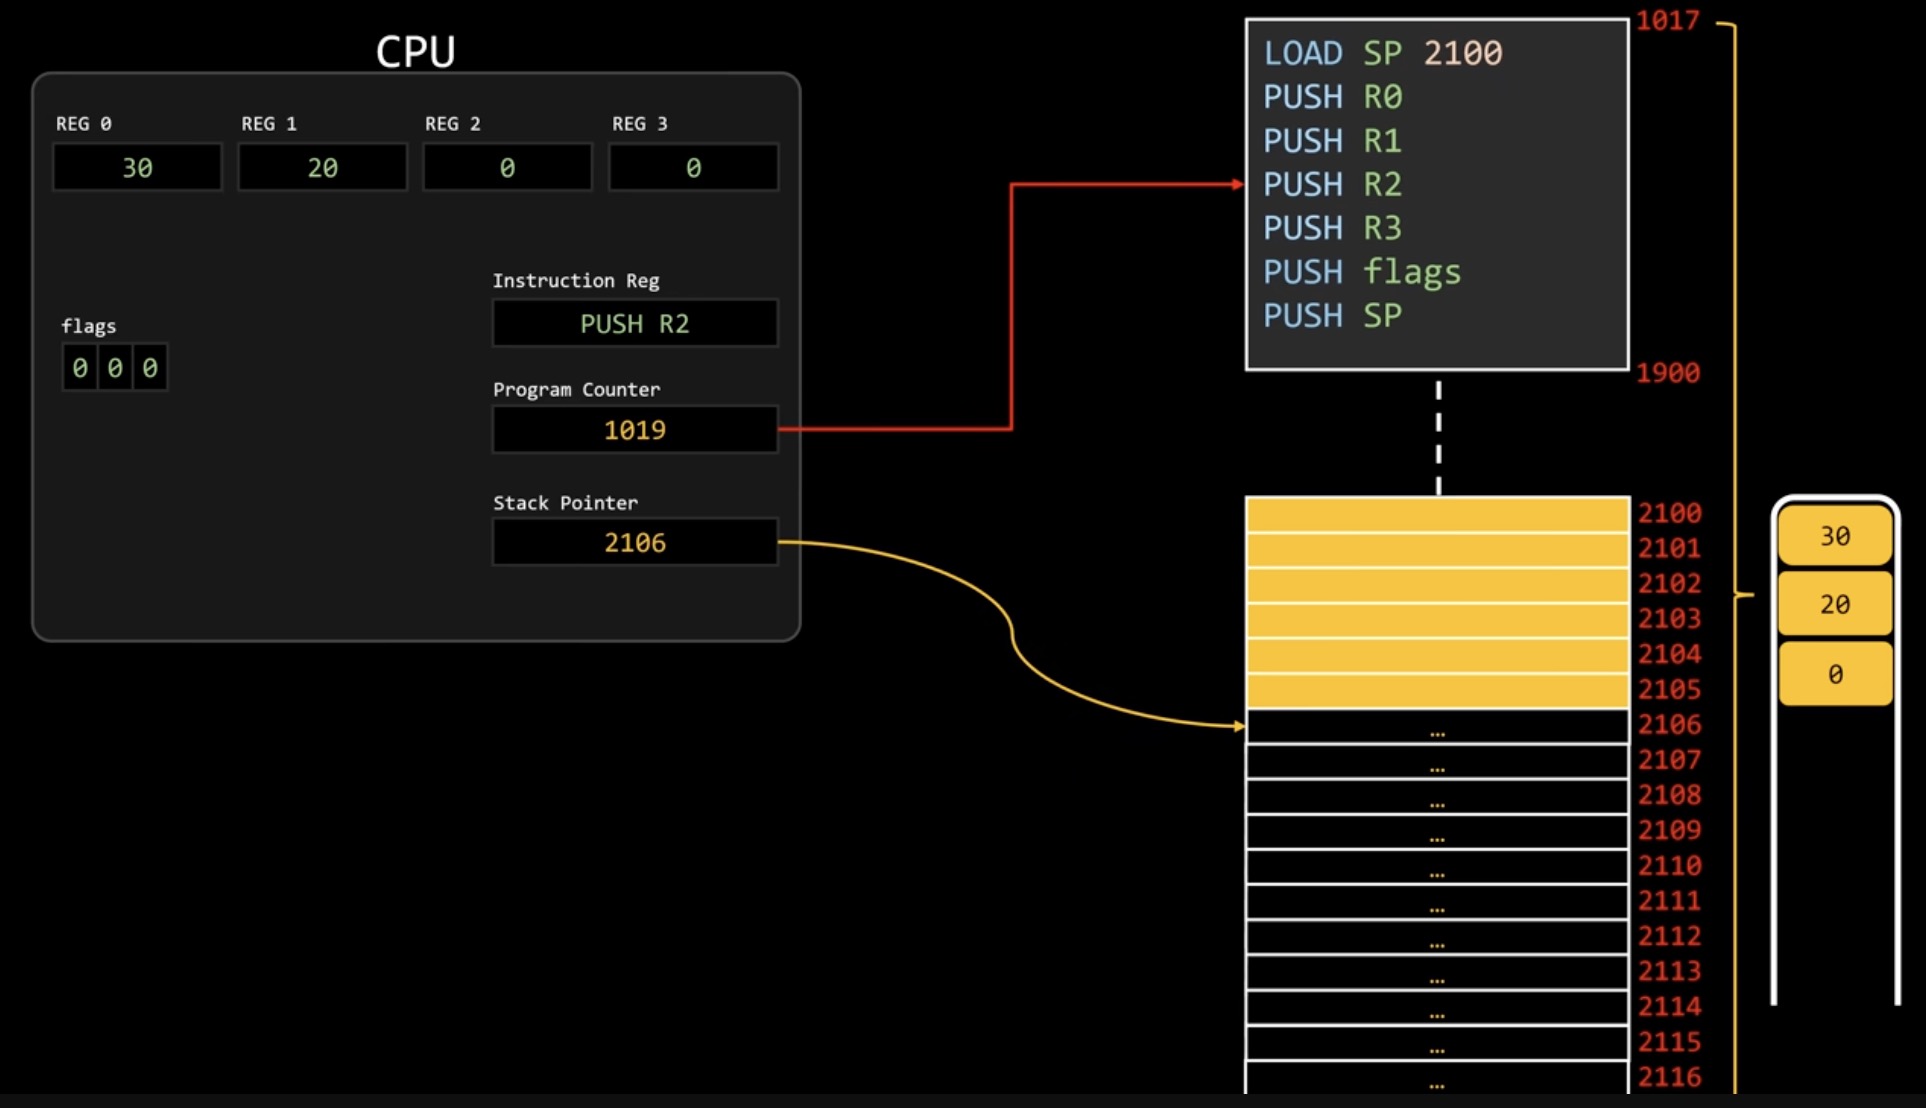 CPU
REG 0
REG 1
REG 2
REG 3
30
20
0
0
flags
0 0 0
Instruction Reg
PUSH R2
Program Counter
1019
Stack Pointer
2106
1017
LOAD SP 2100
PUSH R0
PUSH R1
PUSH R2
PUSH R3
PUSH flags
PUSH SP
1900
2100
2101
2102
2103
2104
2105
... 2106
... 2107
... 2108
... 2109
... 2110
... 2111
... 2112
... 2113
... 2114
... 2115
... 2116
30
20
0